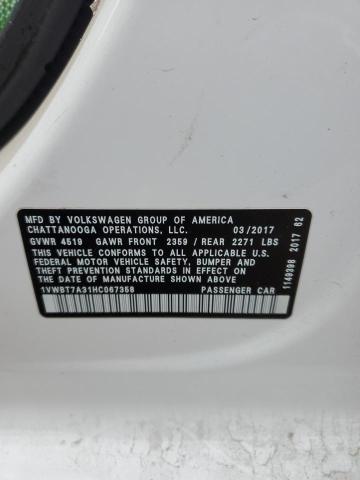 MFD BY VOLKSWAGEN GROUP OF AMERICA
CHATTANOOGA OPERATIONS, LLC. 03/2017
GVWR 4519 GAWR FRONT 2359 / REAR 2271 LBS
THIS VEHICLE CONFORMS TO ALL APPLICABLE U.S.
FEDERAL MOTOR VEHICLE SAFETY, BUMPER AND
THEFT PREVENTION STANDARDS IN EFFECT ON
THE DATE OF MANUFACTURE SHOWN ABOVE
1VWBT7A31HC067358 PASSENGER CAR
1149398 2017 62